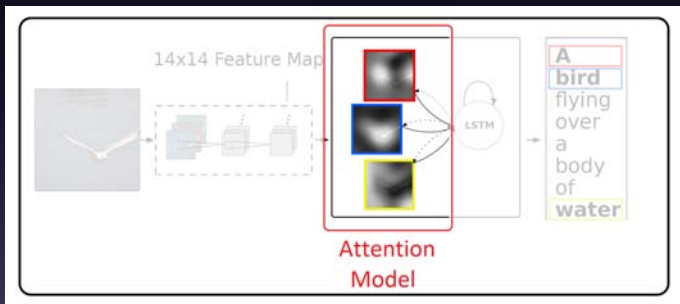 14x14 Feature Map
LSTM
A
bird
flying
over
a
body
of
water
Attention
Model